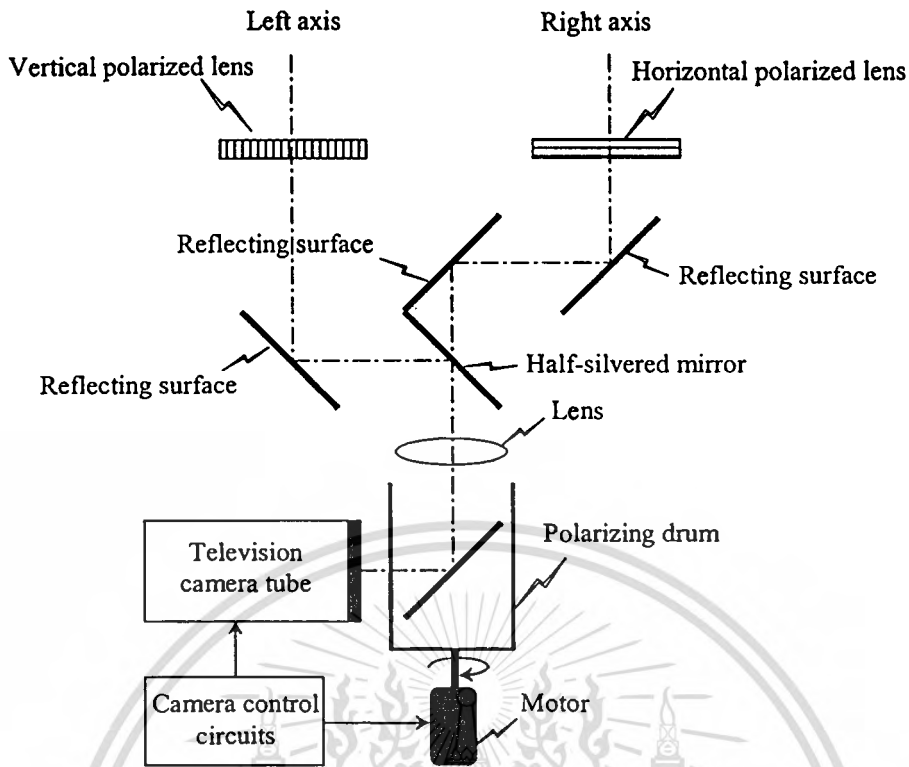 Left axis
Right axis
Vertical polarized lens
Horizontal polarized lens
Reflecting surface
Reflecting surface
Reflecting surface
Half-silvered mirror
Lens
Polarizing drum
Television
camera tube
Camera control
circuits
Motor